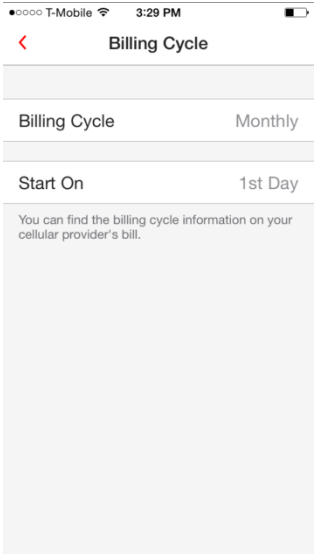 T-Mobile 3:29 PM
Billing Cycle
Billing Cycle Monthly
Start On 1st Day
You can find the billing cycle information on your
cellular provider's bill.